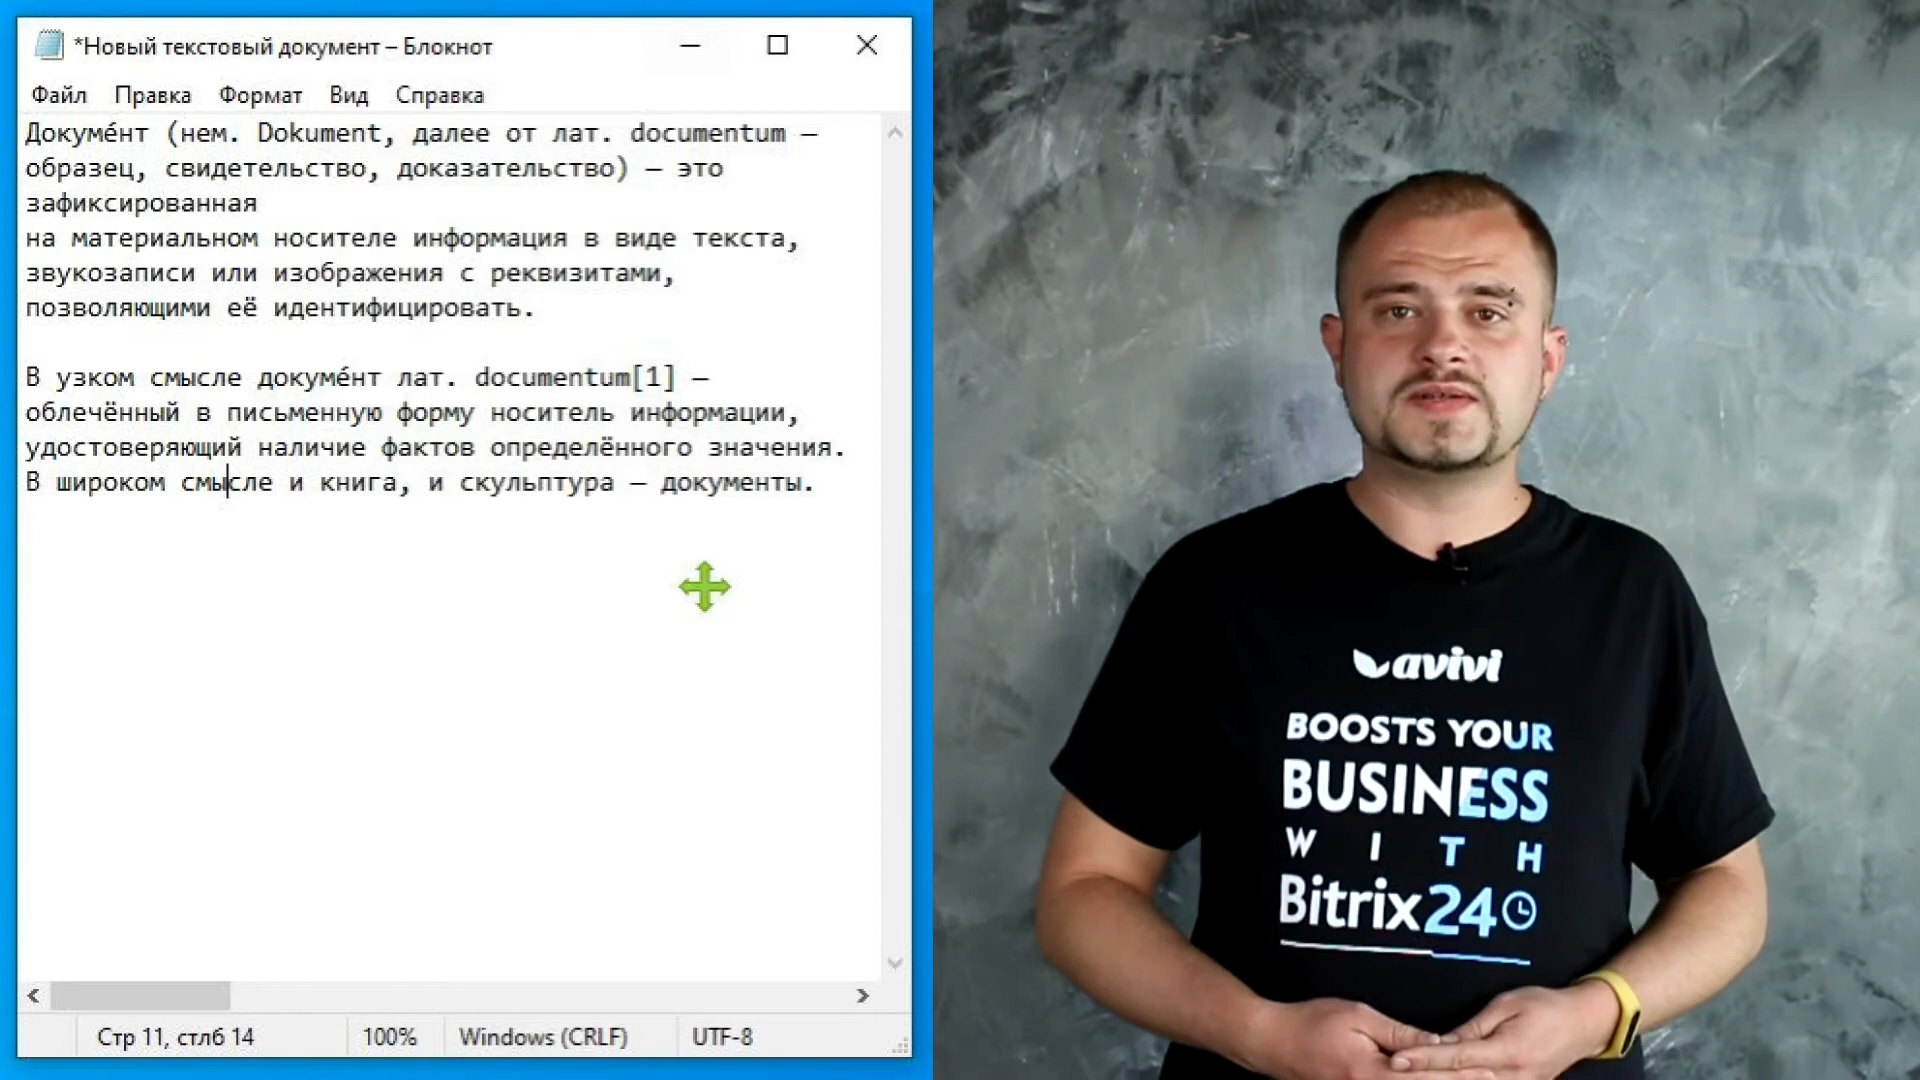 *Новый текстовый документ – Блокнот
Файл Правка Формат Вид Справка
Докуме́нт (нем. Dokument, далее от лат. documentum —
образец, свидетельство, доказательство) — это
зафиксированная
на материальном носителе информация в виде текста,
звукозаписи или изображения с реквизитами,
позволяющими её идентифицировать.
В узком смысле докуме́нт лат. documentum[1] —
облечённый в письменную форму носитель информации,
удостоверяющий наличие фактов определённого значения.
В широком смысле и книга, и скульптура — документы.
Стр 11, стлб 14 100% Windows (CRLF) UTF-8
avivi
BOOSTS YOUR
BUSINESS
WITH
Bitrix24